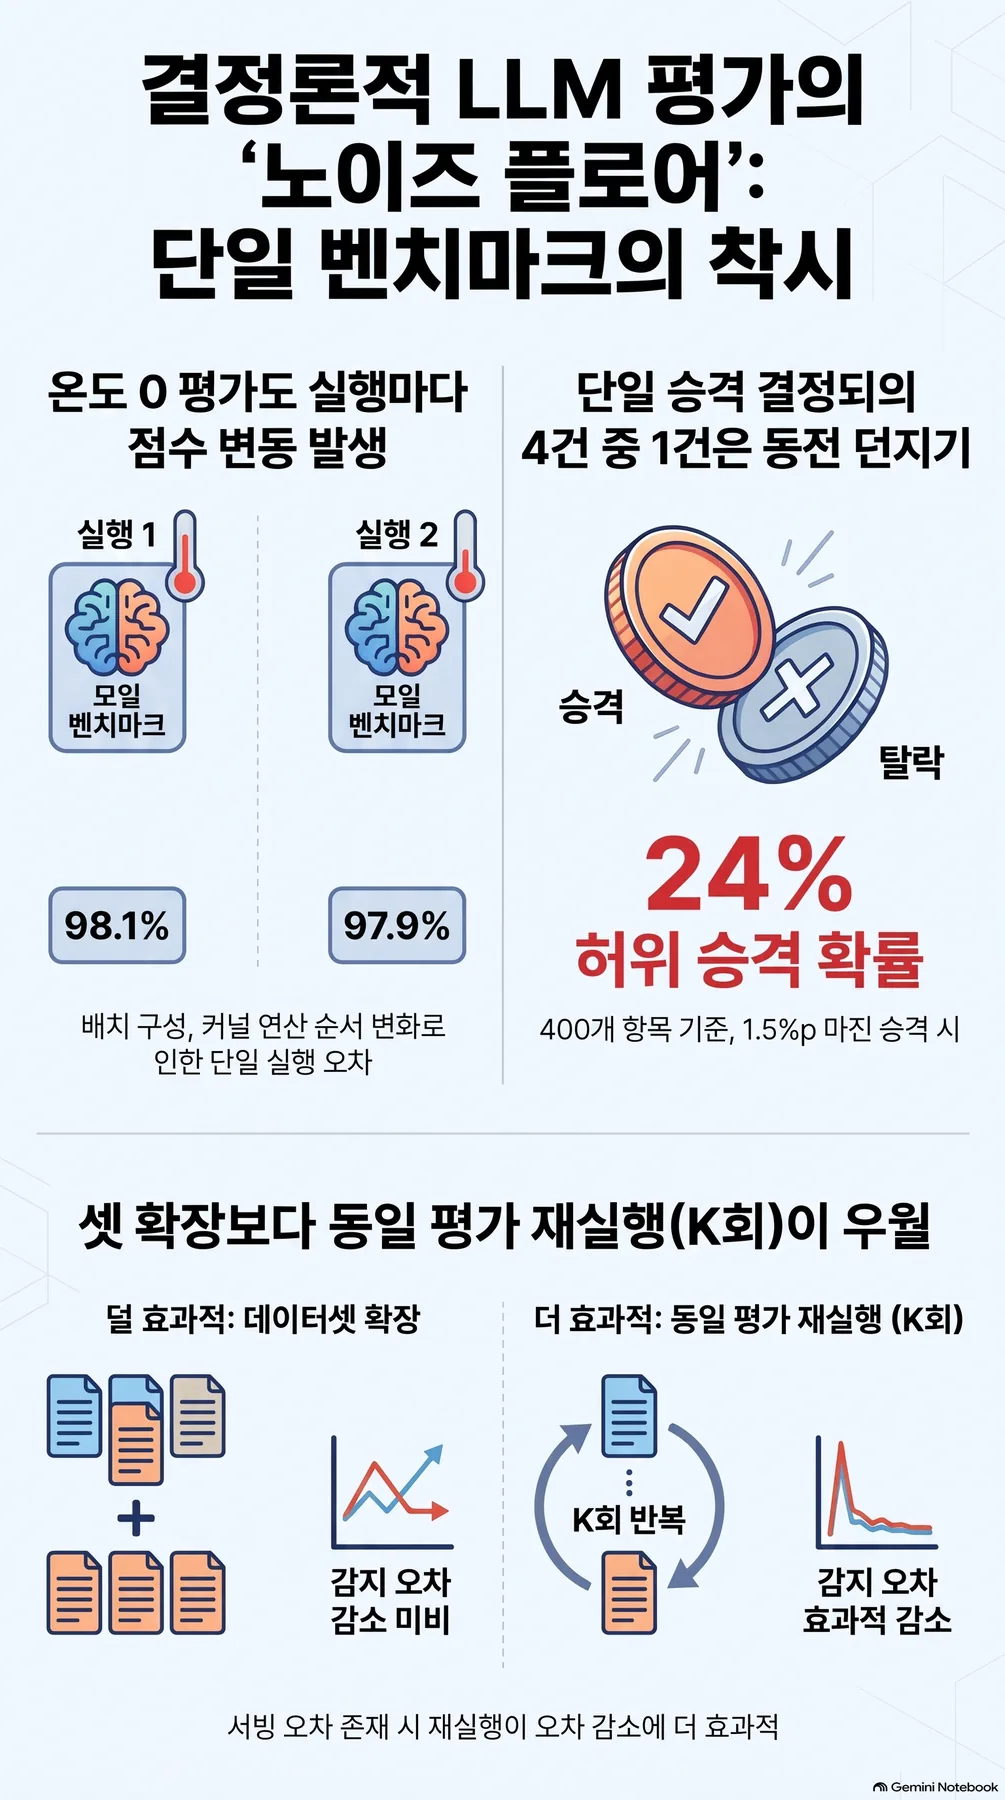 결정론적 LLM 평가의
‘노이즈 플로어’:
단일 벤치마크의 착시
온도 0 평가도 실행마다
점수 변동 발생
실행 1
모일
벤치마크
98.1%
실행 2
모일
벤치마크
97.9%
배치 구성, 커널 연산 순서 변화로
인한 단일 실행 오차
단일 승격 결정되의
4건 중 1건은 동전 던지기
승격
탈락
24%
허위 승격 확률
400개 항목 기준, 1.5%p 마진 승격 시
셋 확장보다 동일 평가 재실행(K회)이 우월
덜 효과적: 데이터셋 확장
감지 오차
감소 미비
더 효과적: 동일 평가 재실행 (K회)
K회 반복
감지 오차
효과적 감소
서빙 오차 존재 시 재실행이 오차 감소에 더 효과적
Gemini Notebook